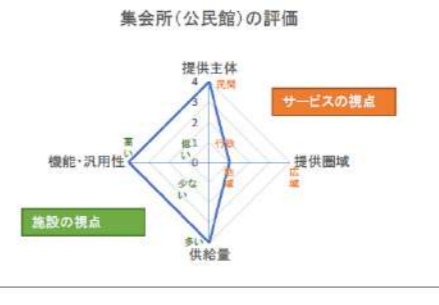 集会所(公民館)の評価
提供主体
4
民間
3
サービスの視点
2
高い
低い
1
行政
機能・汎用性
0
提供圏域
少ない
地域
広域
施設の視点
多い
供給量